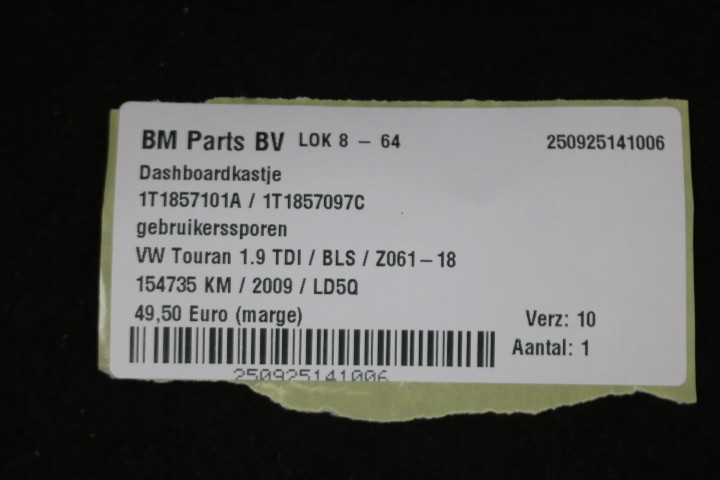 BM Parts BV LOK 8 - 64 250925141006
Dashboardkastje
1T1857101A / 1T1857097C
gebruikerssporen
VW Touran 1.9 TDI / BLS / Z061-18
154735 KM / 2009 / LD5Q
49,50 Euro (marge) Verz: 10
Aantal: 1
250925141006